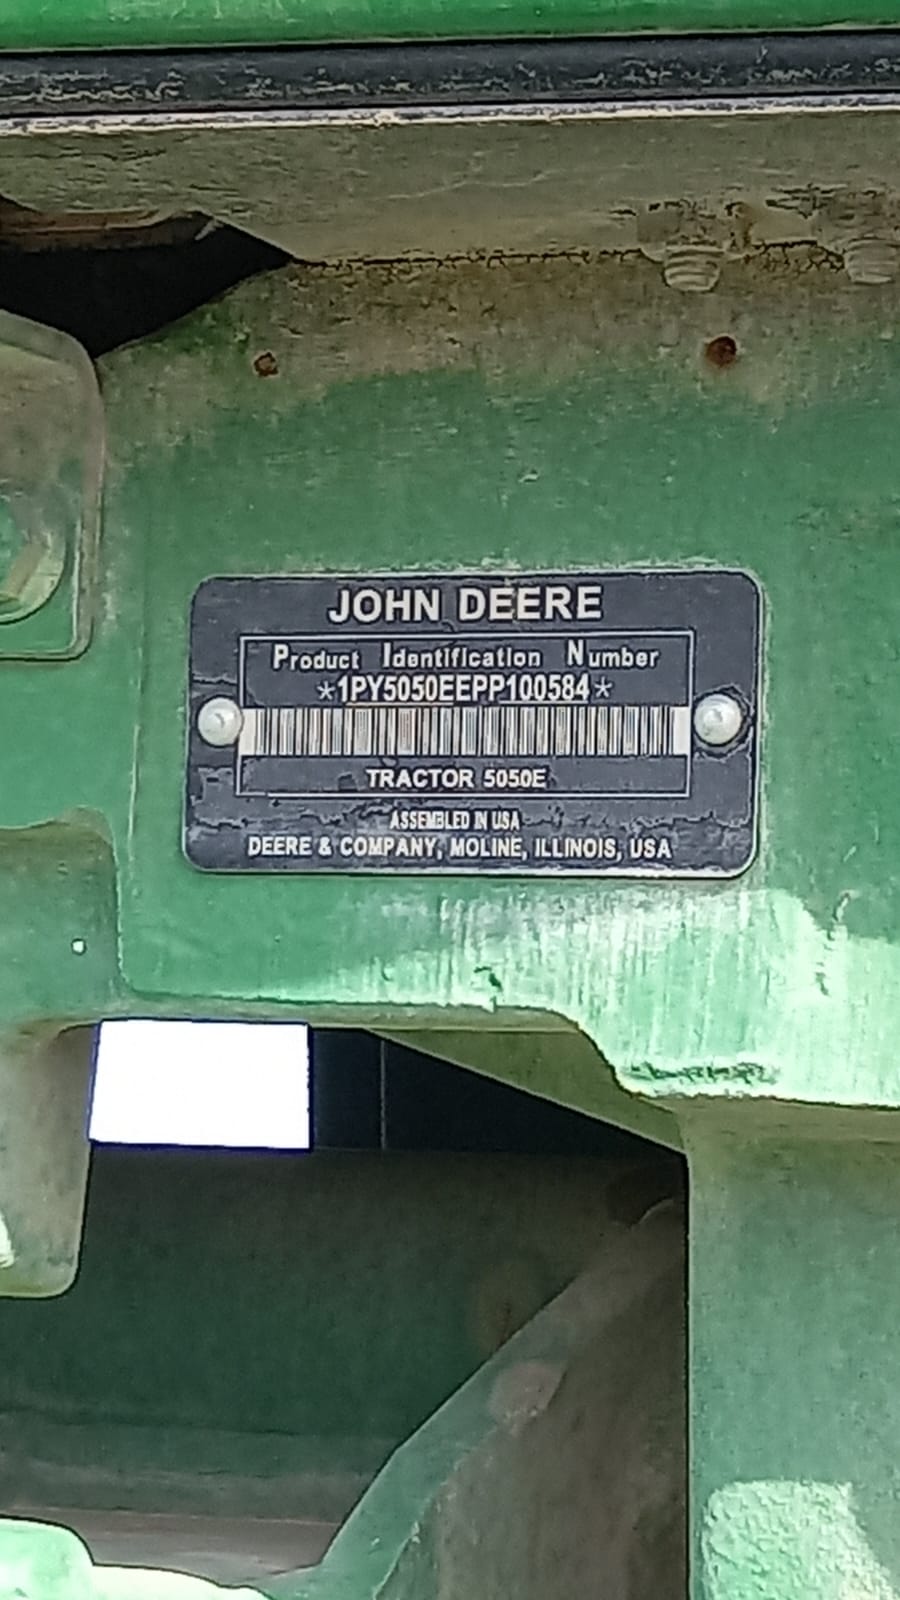 JOHN DEERE
Product Identification Number
*1PY5050EEPP100584*
TRACTOR 5050E
ASSEMBLED IN USA
DEERE & COMPANY, MOLINE, ILLINOIS, USA